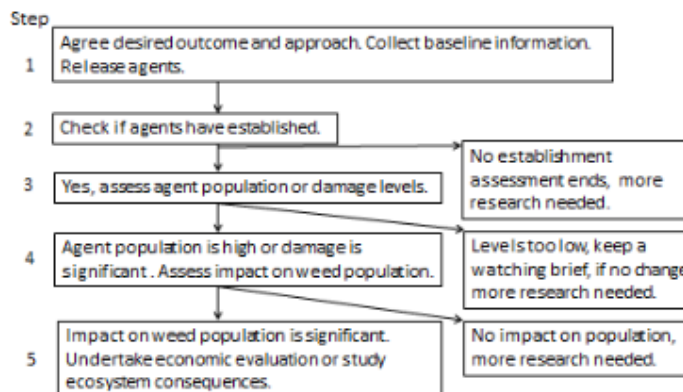 Step
1
Agree desired outcome and approach. Collect baseline information.
Release agents.
2
Check if agents have established.
No establishment
assessment ends, more
research needed.
3
Yes, assess agent population or damage levels.
4
Agent population is high or damage is
significant . Assess impact on weed population.
Levels too low, keep a
watching brief, if no change
more research needed.
5
Impact on weed population is significant.
Undertake economic evaluation or study
ecosystem consequences.
No impact on population,
more research needed.